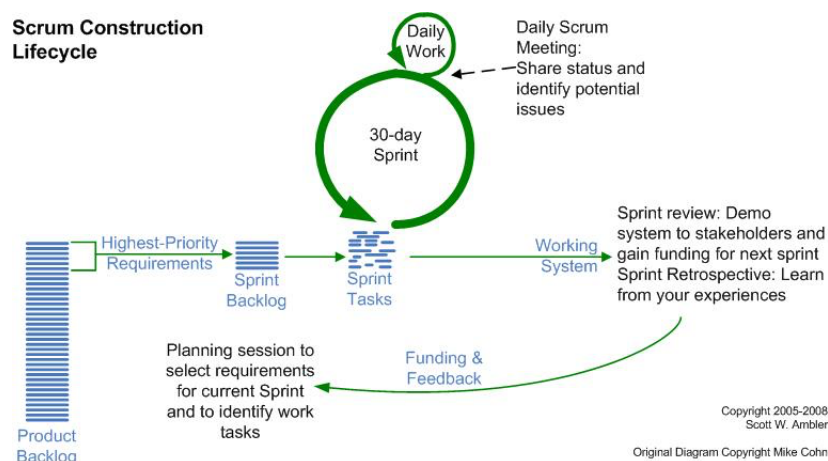 Scrum Construction
Lifecycle
Daily
Work
Daily Scrum
Meeting:
Share status and
identify potential
issues
30-day
Sprint
Highest-Priority
Requirements
Sprint
Backlog
Sprint
Tasks
Working
System
Sprint review: Demo
system to stakeholders and
gain funding for next sprint
Sprint Retrospective: Learn
from your experiences
Planning session to
select requirements
for current Sprint
and to identify work
tasks
Funding &
Feedback
Product
Backlog
Copyright 2005-2008
Scott W. Ambler
Original Diagram Copyright Mike Cohn